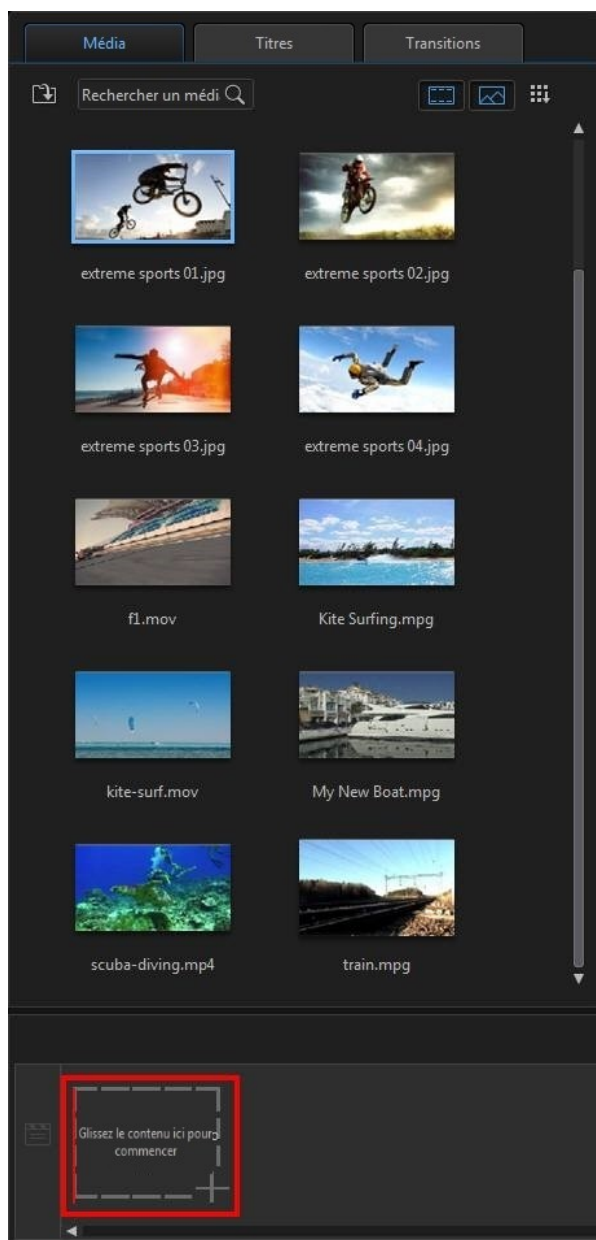 Média Titres Transitions
Rechercher un médi
extreme sports 01.jpg extreme sports 02.jpg
extreme sports 03.jpg extreme sports 04.jpg
f1.mov Kite Surfing.mpg
kite-surf.mov My New Boat.mpg
scuba-diving.mp4 train.mpg
Glissez le contenu ici pour
commencer